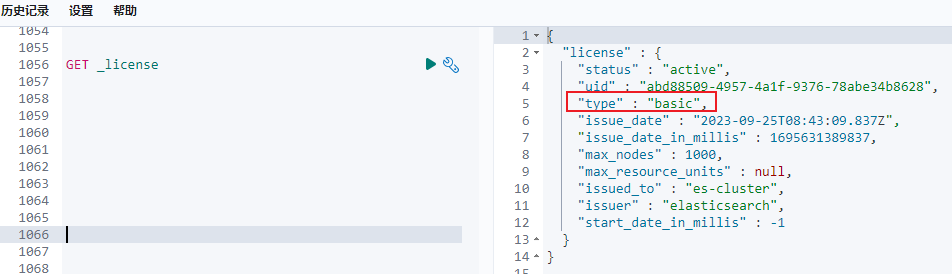 历史记录 设置 帮助
1054
1055
1056 GET _license
1057
1058
1059
1060
1061
1062
1063
1064
1065
1066
1067
1068
1 {
2 "license" : {
3 "status" : "active",
4 "uid" : "abd88509-4957-4a1f-9376-78abe34b8628",
5 "type" : "basic",
6 "issue_date" : "2023-09-25T08:43:09.837Z",
7 "issue_date_in_millis" : 1695631389837,
8 "max_nodes" : 1000,
9 "max_resource_units" : null,
10 "issued_to" : "es-cluster",
11 "issuer" : "elasticsearch",
12 "start_date_in_millis" : -1
13 }
14 }
15